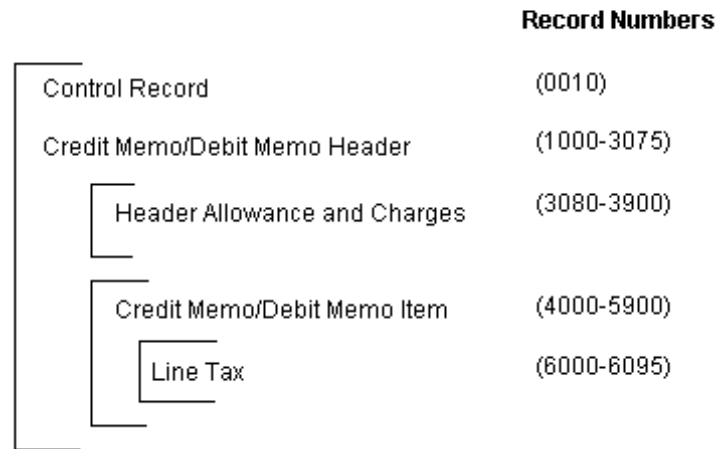 Record Numbers
Control Record (0010)
Credit Memo/Debit Memo Header (1000-3075)
Header Allowance and Charges (3080-3900)
Credit Memo/Debit Memo Item (4000-5900)
Line Tax (6000-6095)